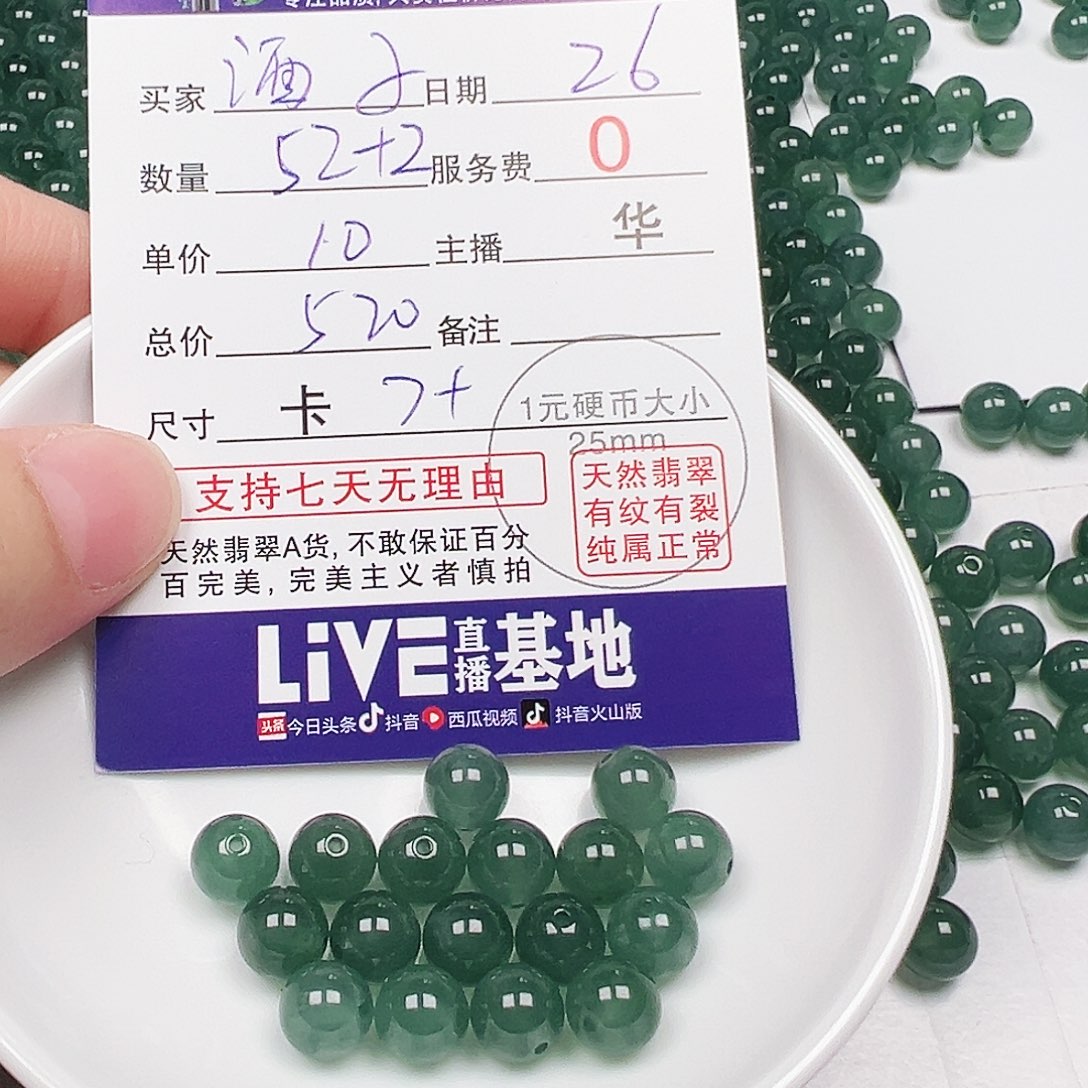 买家 酒 子 日期 26
数量 52+2 服务费 0
单价 10 主播 华
总价 520 备注
尺寸 卡 7+ 1元硬币大小
25mm
支持七天无理由
天然翡翠
有纹有裂
纯属正常
天然翡翠A货,不敢保证百分
百完美,完美主义者慎拍
LiVE直播基地
头条 今日头条 抖音 西瓜视频 抖音火山版